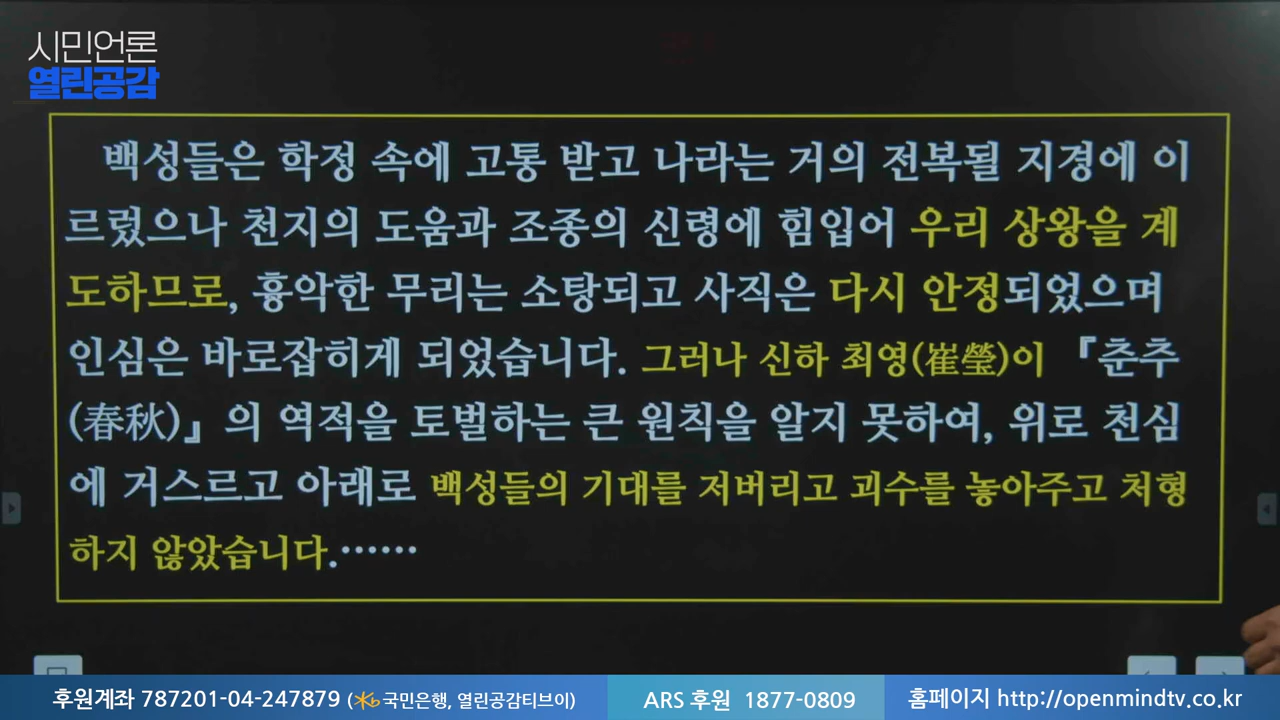 시민언론
열린공감
백성들은 학정 속에 고통 받고 나라는 거의 전복될 지경에 이
르렀으나 천지의 도움과 조종의 신령에 힘입어 우리 상왕을 계
도하므로, 흉악한 무리는 소탕되고 사직은 다시 안정되었으며
인심은 바로잡히게 되었습니다. 그러나 신하 최영(崔瑩)이 『춘추
(春秋)』의 역적을 토벌하는 큰 원칙을 알지 못하여, 위로 천심
에 거스르고 아래로 백성들의 기대를 저버리고 괴수를 놓아주고 처형
하지 않았습니다.……
후원계좌 787201-04-247879 (국민은행, 열린공감티브이)
ARS 후원 1877-0809
홈페이지 http://openmindtv.co.kr